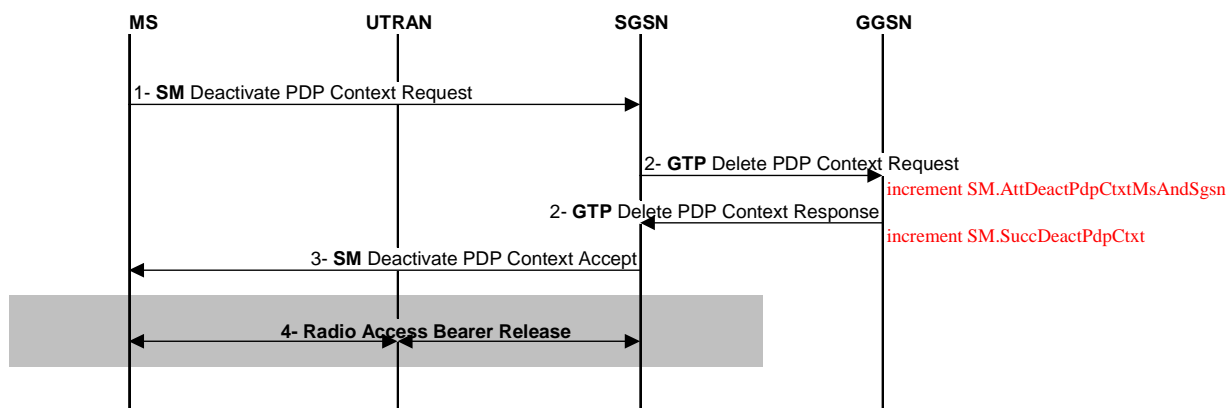 MS UTRAN SGSN GGSN
1- SM Deactivate PDP Context Request
2- GTP Delete PDP Context Request
increment SM.AttDeactPdpCtxtMsAndSgsn
2- GTP Delete PDP Context Response
increment SM.SuccDeactPdpCtxt
3- SM Deactivate PDP Context Accept
4- Radio Access Bearer Release